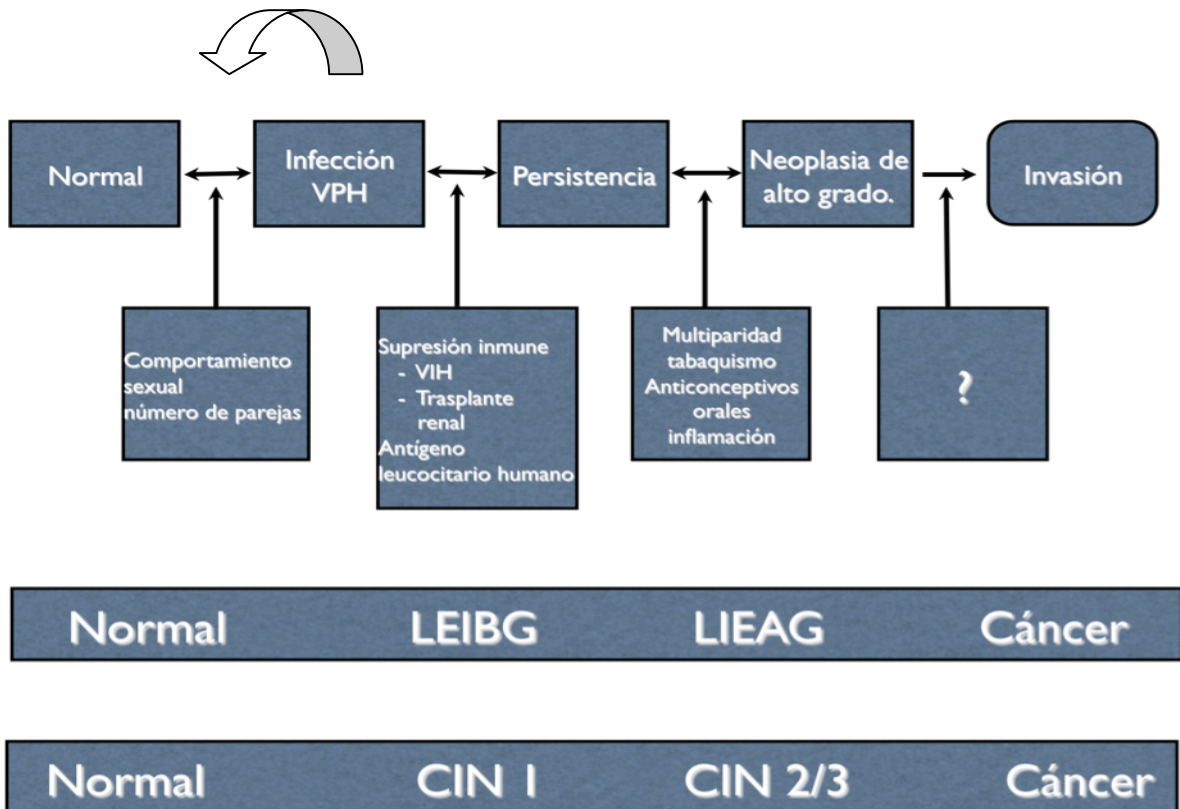 Normal
Infección
VPH
Persistencia
Neoplasia de
alto grado.
Invasión
Comportamiento
sexual
número de parejas
Supresión inmune
- VIH
- Trasplante
renal
Antígeno
leucocitario humano
Multiparidad
tabaquismo
Anticonceptivos
orales
inflamación
?
Normal LEIBG LIEAG Cáncer
Normal CIN 1 CIN 2/3 Cáncer